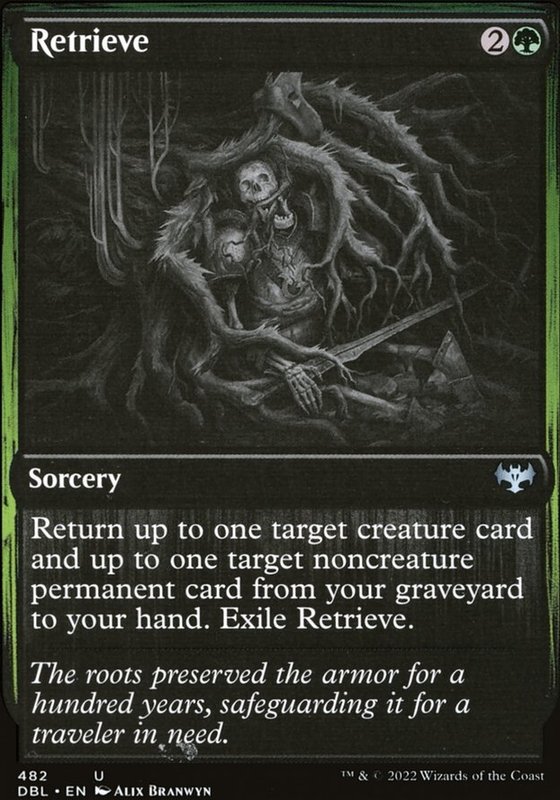 Retrieve 2
Sorcery
Return up to one target creature card
and up to one target noncreature
permanent card from your graveyard
to your hand. Exile Retrieve.
The roots preserved the armor for a
hundred years, safeguarding it for a
traveler in need.
482 U
DBL • EN Alix Branwyn
™ & © 2022 Wizards of the Coast